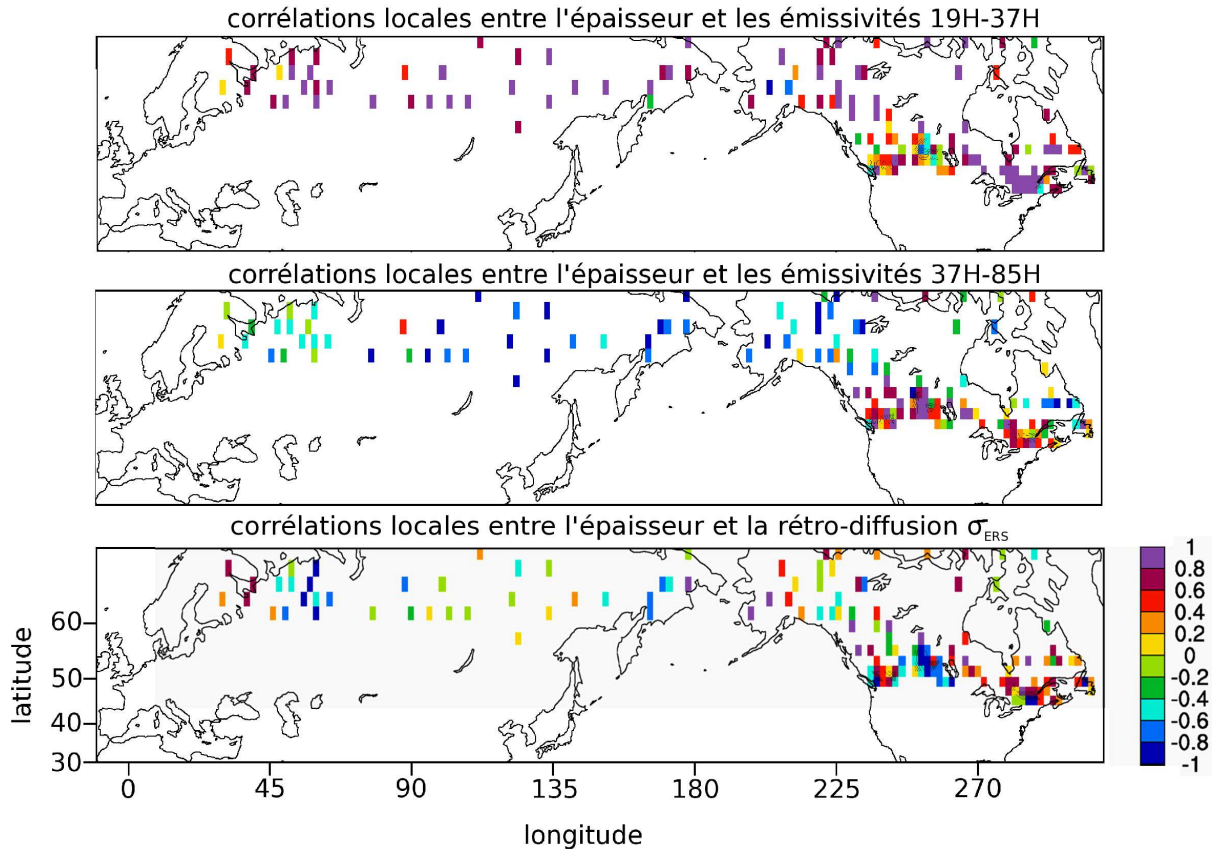 corrélations locales entre l'épaisseur et les émissivités 19H-37H
corrélations locales entre l'épaisseur et les émissivités 37H-85H
corrélations locales entre l'épaisseur et la rétro-diffusion σERS
1
0.8
0.6
0.4
0.2
0
-0.2
-0.4
-0.6
-0.8
-1
latitude
60
50
40
30
0 45 90 135 180 225 270
longitude